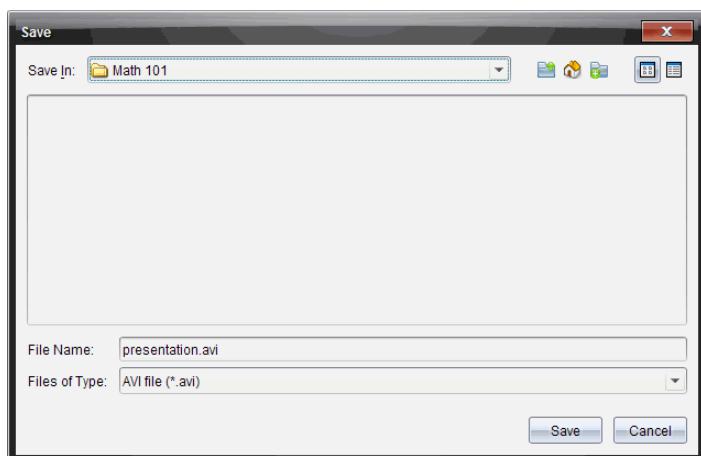 Save
Save In: Math 101
File Name: presentation.avi
Files of Type: AVI file (*.avi)
Save Cancel